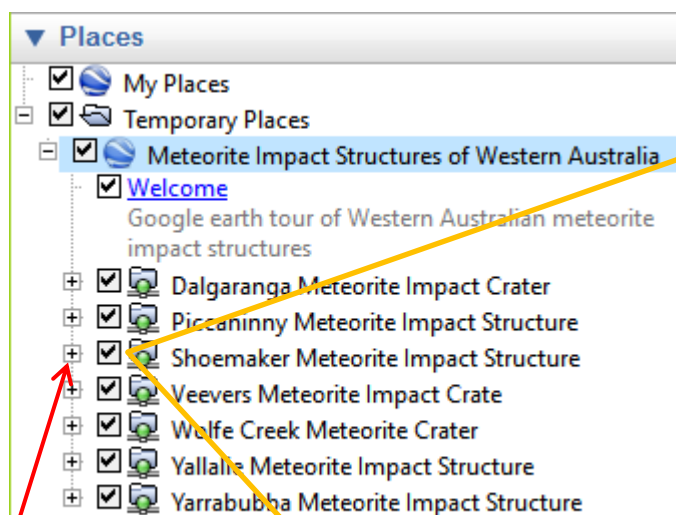 Places
My Places
Temporary Places
Meteorite Impact Structures of Western Australia
Welcome
Google earth tour of Western Australian meteorite
impact structures
Dalgaranga Meteorite Impact Crater
Piccaninny Meteorite Impact Structure
Shoemaker Meteorite Impact Structure
Veevers Meteorite Impact Crate
Wolfe Creek Meteorite Crater
Yallalie Meteorite Impact Structure
Yarrabubba Meteorite Impact Structure